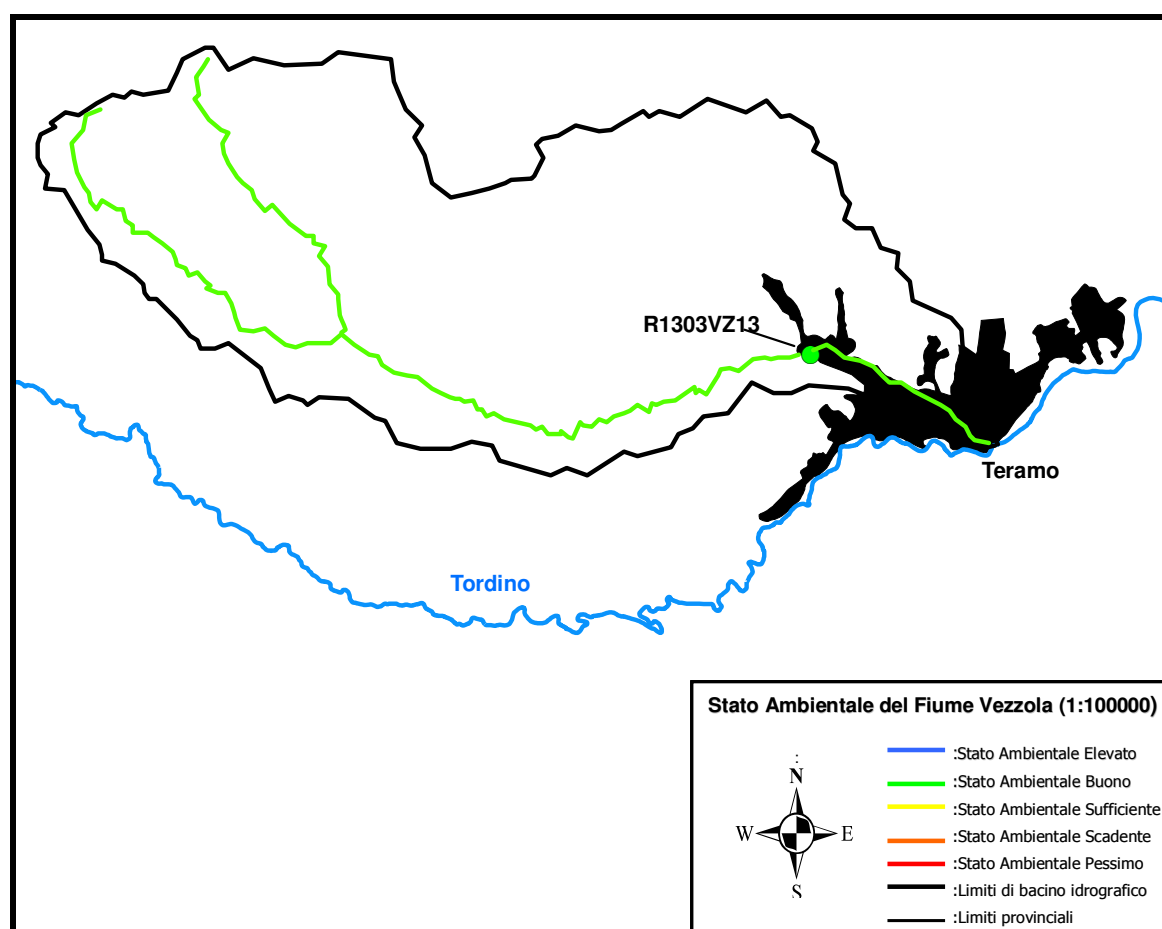 R1303VZ13
Teramo
Tordino
Stato Ambientale del Fiume Vezzola (1:100000)
:
N
W E
S
:Stato Ambientale Elevato
:Stato Ambientale Buono
:Stato Ambientale Sufficiente
:Stato Ambientale Scadente
:Stato Ambientale Pessimo
:Limiti di bacino idrografico
:Limiti provinciali